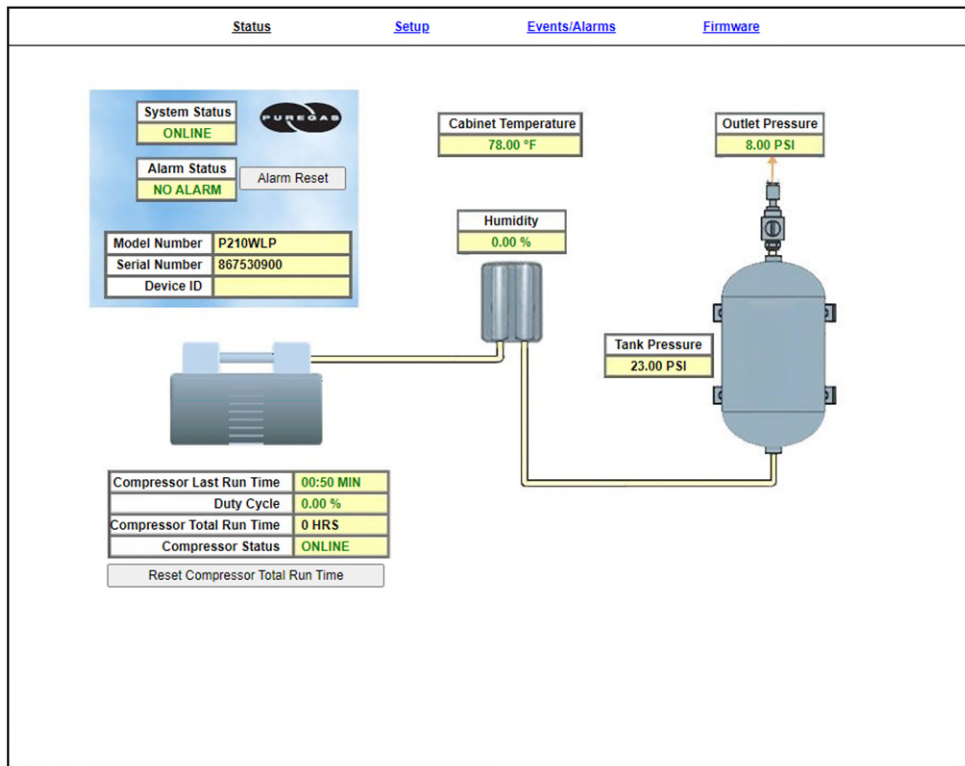 Status Setup Events/Alarms Firmware
System Status
ONLINE
PUREGAS
Alarm Status
NO ALARM
Alarm Reset
Model Number P210WLP
Serial Number 867530900
Device ID
Cabinet Temperature
78.00 °F
Outlet Pressure
8.00 PSI
Humidity
0.00 %
Tank Pressure
23.00 PSI
Compressor Last Run Time 00:50 MIN
Duty Cycle 0.00 %
Compressor Total Run Time 0 HRS
Compressor Status ONLINE
Reset Compressor Total Run Time